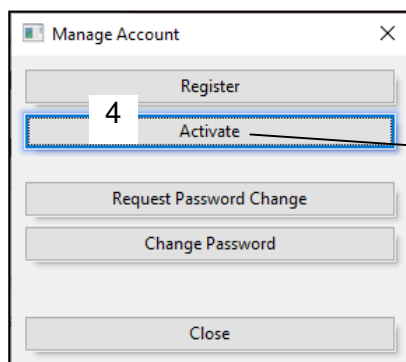 Manage Account
Register
4
Activate
Request Password Change
Change Password
Close